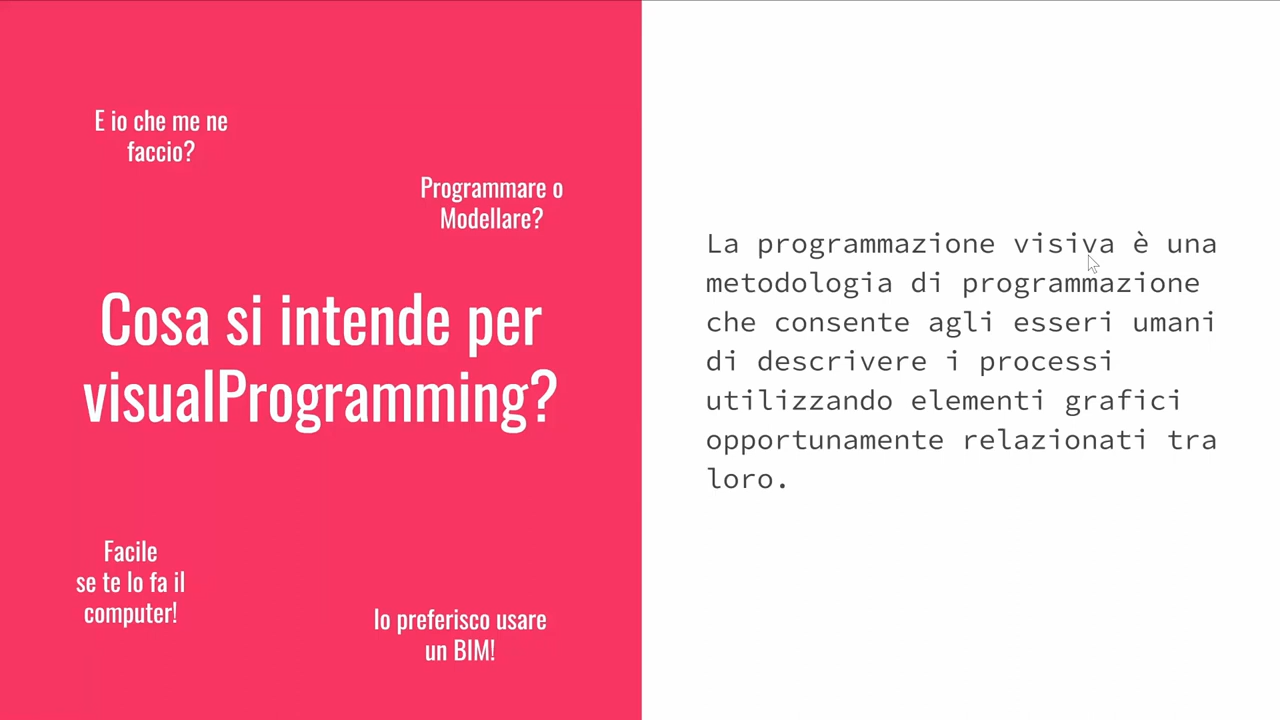 E io che me ne
faccio?
Programmare o
Modellare?
Cosa si intende per
visualProgramming?
Facile
se te lo fa il
computer!
Io preferisco usare
un BIM!
La programmazione visiva è una
metodologia di programmazione
che consente agli esseri umani
di descrivere i processi
utilizzando elementi grafici
opportunamente relazionati tra
loro.